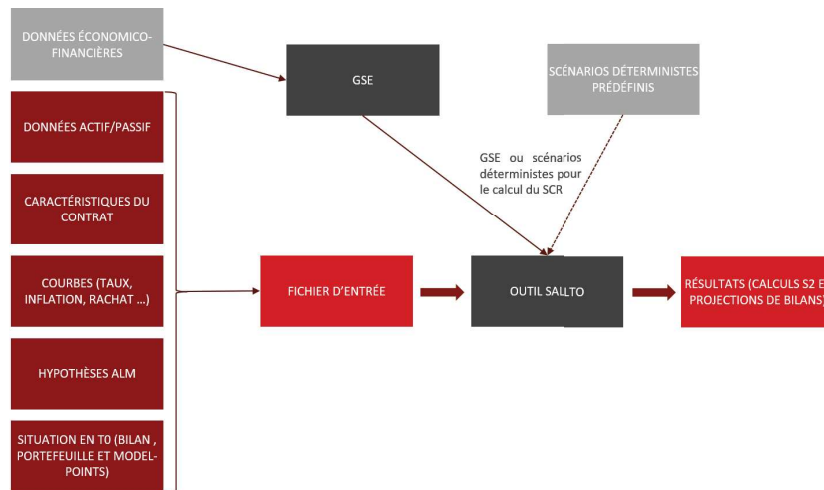 DONNÉES ÉCONOMICO-
FINANCIÈRES
GSE
SCÉNARIOS DÉTERMINISTES
PRÉDÉFINIS
DONNÉES ACTIF/PASSIF
GSE ou scénarios
déterministes pour
le calcul du SCR
CARACTÉRISTIQUES DU
CONTRAT
COURBES (TAUX,
INFLATION, RACHAT ...)
FICHIER D'ENTRÉE
OUTIL SALLTO
RÉSULTATS (CALCULS S2 E
PROJECTIONS DE BILANS)
HYPOTHÈSES ALM
SITUATION EN T0 (BILAN ,
PORTEFEUILLE ET MODEL-
POINTS)